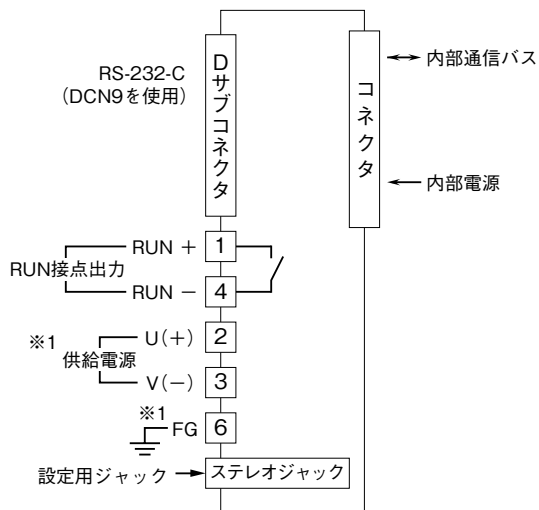 RS-232-C
（DCN9を使用）
Dサブコネクタ
コネクタ
内部通信バス
内部電源
RUN接点出力
RUN ＋ 1
RUN － 4
※1
供給電源
U（＋） 2
V（－） 3
※1
FG 6
設定用ジャック
ステレオジャック